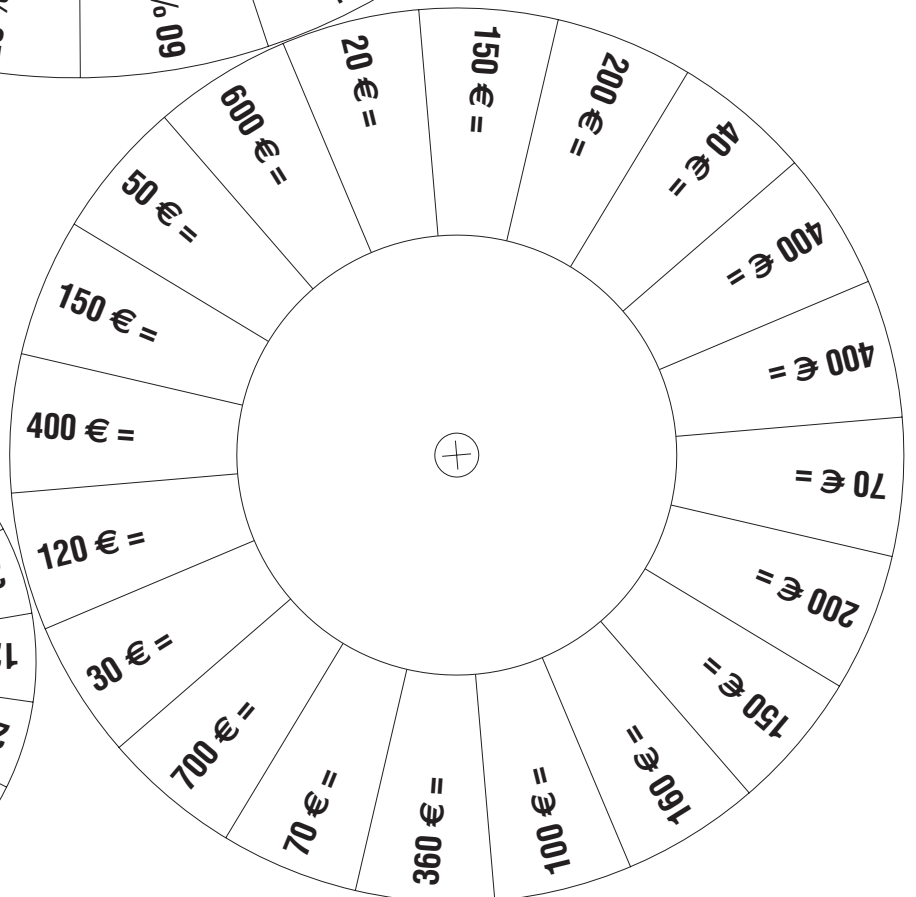 60 %
150 € =
200 € =
40 € =
400 € =
400 € =
70 € =
200 € =
150 € =
160 € =
100 € =
390 € =
70 € =
700 € =
30 € =
120 € =
400 € =
150 € =
50 € =
600 € =
20 € =